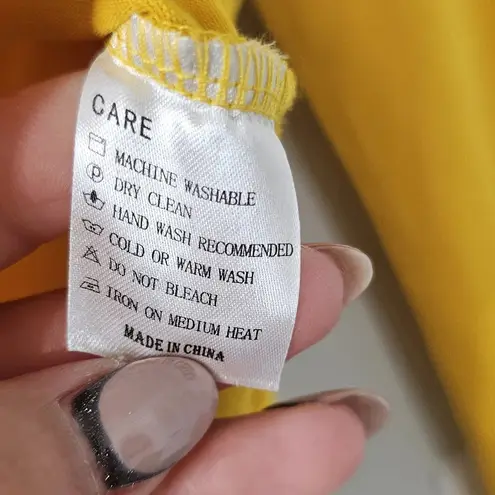 CARE
MACHINE WASHABLE
P DRY CLEAN
HAND WASH RECOMMENDED
COLD OR WARM WASH
DO NOT BLEACH
IRON ON MEDIUM HEAT
MADE IN CHINA